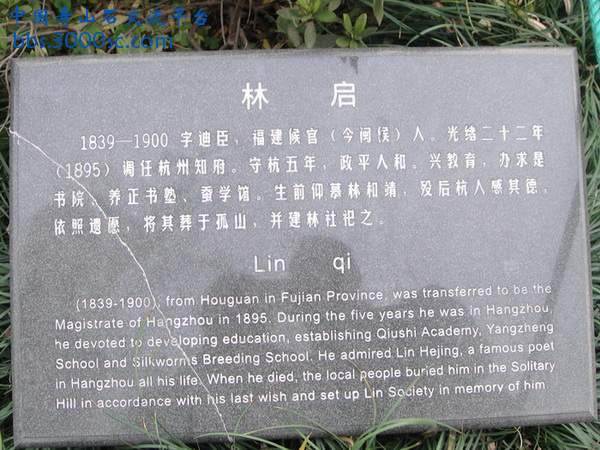 中国寿山石交流平台
bbs.3000sc.com
林 启
1839—1900 字迪臣,福建候官(今闽侯)人。光绪二十二年
(1895)调任杭州知府。守杭五年,政平人和。兴教育,办求是
书院、养正书塾、蚕学馆。生前仰慕林和靖,殁后杭人感其德,
依照遗愿,将其葬于孤山,并建林社祀之。
Lin qi
(1839-1900), from Houguan in Fujian Province, was transferred to be the
Magistrate of Hangzhou in 1895. During the five years he was in Hangzhou,
he devoted to developing education, establishing Qiushi Academy, Yangzheng
School and Silkworms Breeding School. He admired Lin Hejing, a famous poet
in Hangzhou all his life. When he died, the local people buried him in the Solitary
Hill in accordance with his last wish and set up Lin Society in memory of him